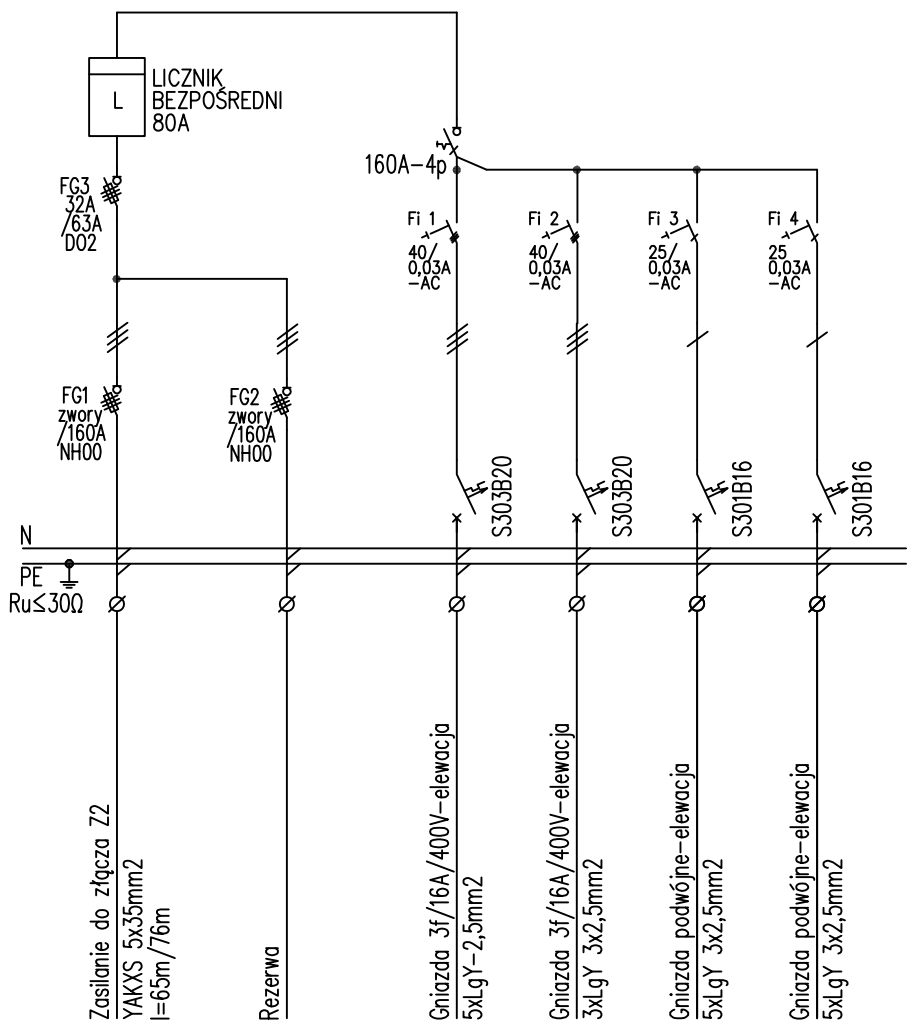 L
LICZNIK
BEZPOŚREDNI
80A
160A-4p
FG3
32A
/63A
D02
Fi 1
40/
0,03A
-AC
Fi 2
40/
0,03A
-AC
Fi 3
25/
0,03A
-AC
Fi 4
25
0,03A
-AC
FG1
zwory
/160A
NH00
FG2
zwory
/160A
NH00
S303B20
S303B20
S301B16
S301B16
N
PE
Ru≤30Ω
Zasilanie do złącza Z2
YAKXS 5x35mm2
l=65m/76m
Rezerwa
Gniazda 3f/16A/400V-elewacja
5xLgY-2,5mm2
Gniazda 3f/16A/400V-elewacja
3xLgY 3x2,5mm2
Gniazda podwójne-elewacja
5xLgY 3x2,5mm2
Gniazda podwójne-elewacja
5xLgY 3x2,5mm2